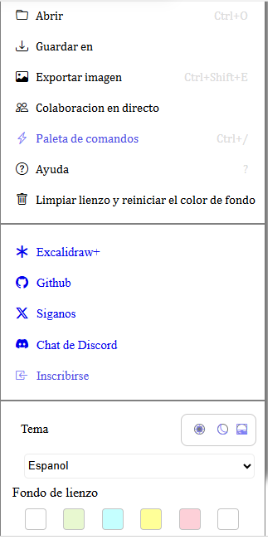 Abrir Ctrl+O
Guardar en
Exportar imagen Ctrl+Shift+E
Colaboracion en directo
Paleta de comandos Ctrl+/
Ayuda ?
Limpiar lienzo y reiniciar el color de fondo
Excalidraw+
Github
Siganos
Chat de Discord
Inscribirse
Tema
Espanol
Fondo de lienzo